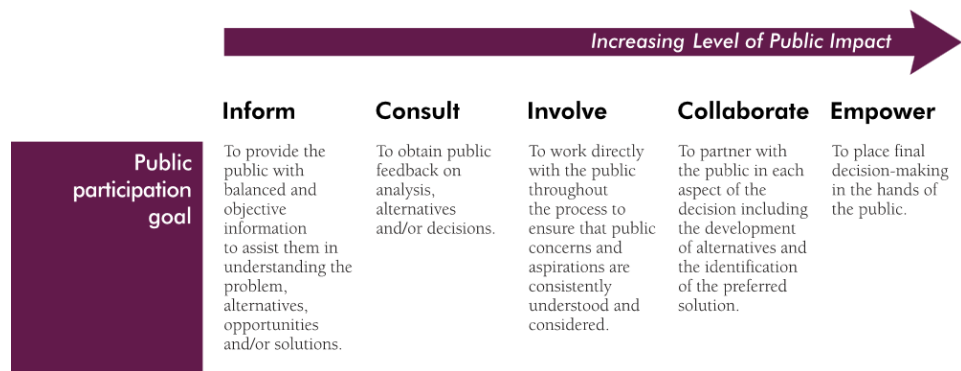 Increasing Level of Public Impact
Inform
Consult
Involve
Collaborate
Empower
Public
participation
goal
To provide the
public with
balanced and
objective
information
to assist them in
understanding the
problem,
alternatives,
opportunities
and/or solutions.
To obtain public
feedback on
analysis,
alternatives
and/or decisions.
To work directly
with the public
throughout
the process to
ensure that public
concerns and
aspirations are
consistently
understood and
considered.
To partner with
the public in each
aspect of the
decision including
the development
of alternatives and
the identification
of the preferred
solution.
To place final
decision-making
in the hands of
the public.